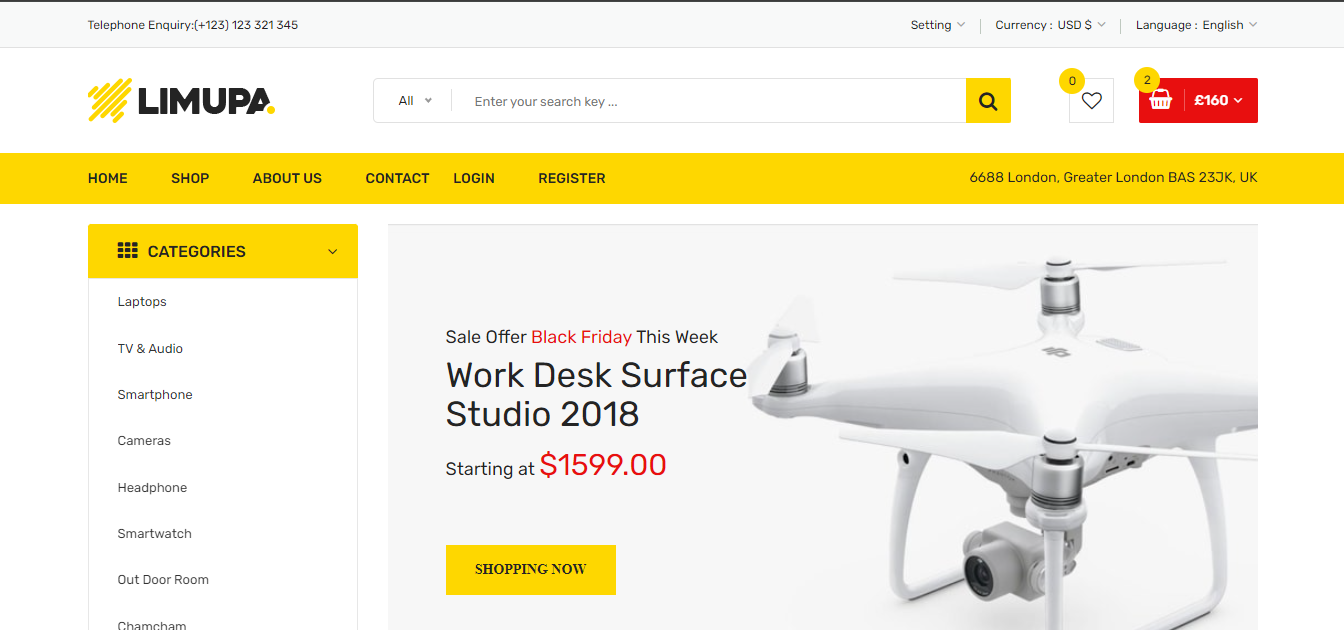 Telephone Enquiry:(+123) 123 321 345
Setting
Currency : USD $
Language : English
LIMUPA.
All
Enter your search key ...
0
2
£160
HOME SHOP ABOUT US CONTACT LOGIN REGISTER
6688 London, Greater London BAS 23JK, UK
CATEGORIES
Laptops
TV & Audio
Smartphone
Cameras
Headphone
Smartwatch
Out Door Room
Chamcham
Sale Offer Black Friday This Week
Work Desk Surface
Studio 2018
Starting at $1599.00
SHOPPING NOW